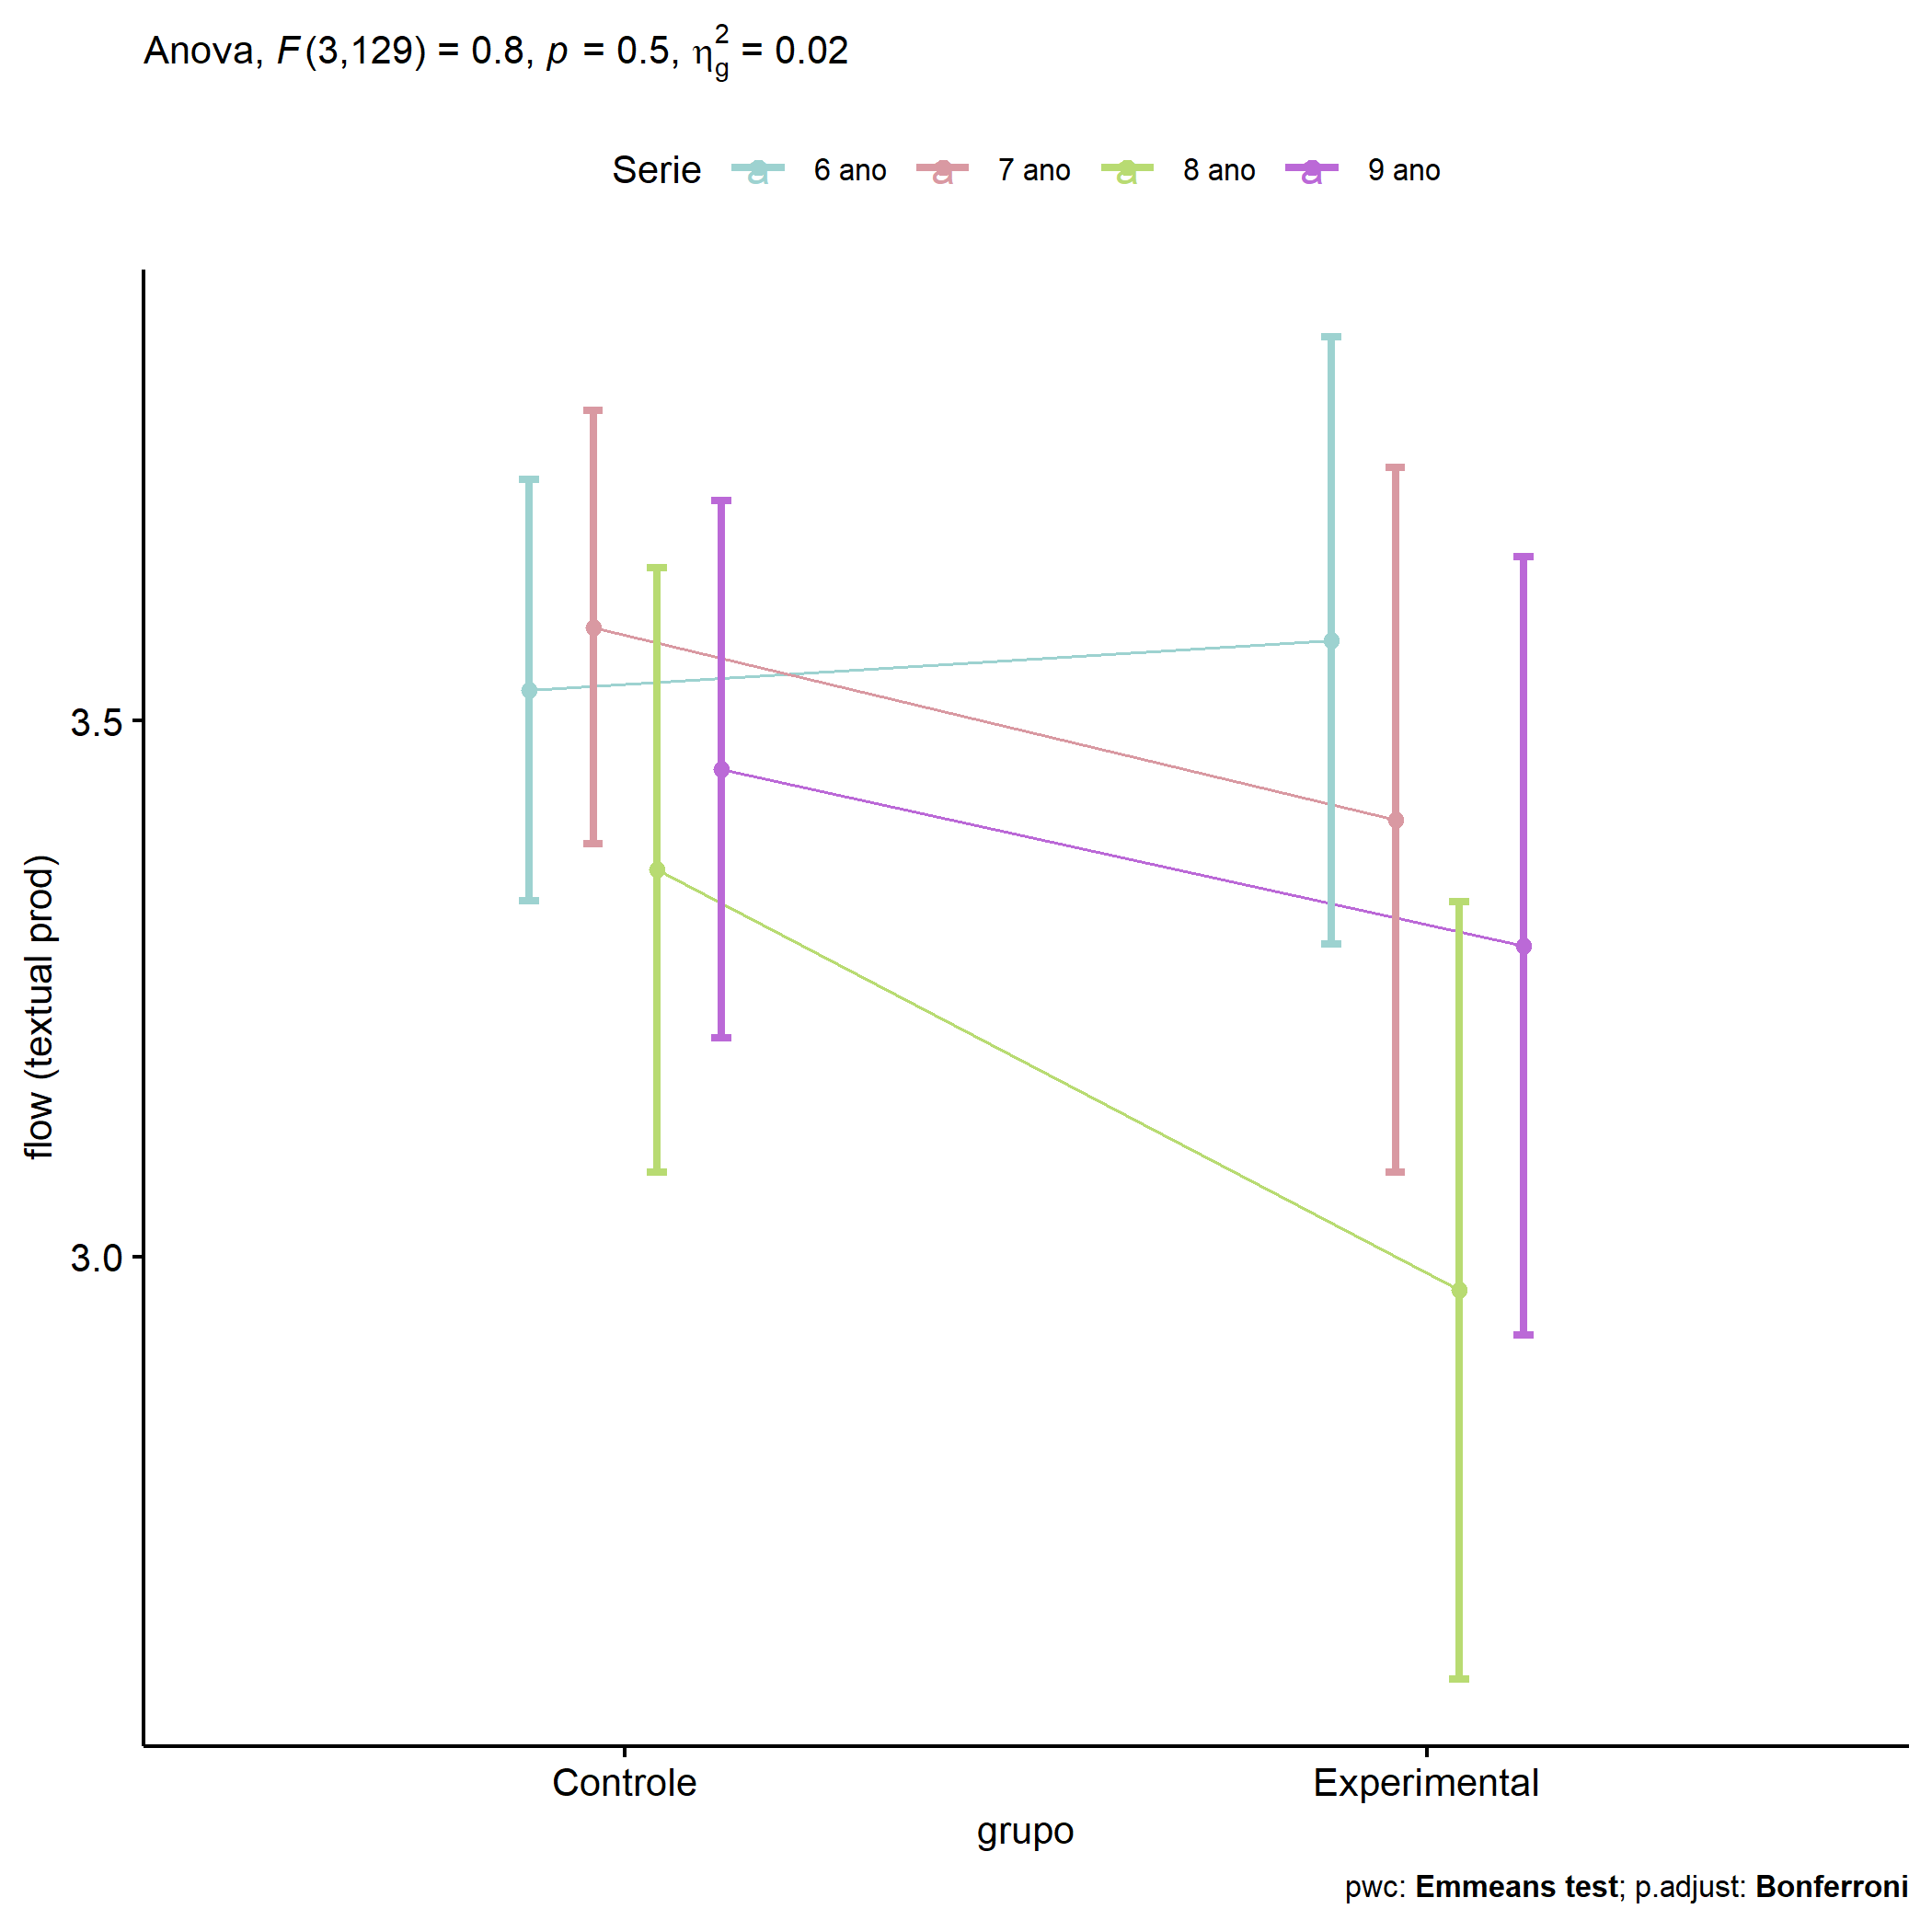 Anova, F(3,129) = 0.8, p = 0.5, η²g = 0.02
Serie a 6 ano a 7 ano a 8 ano a 9 ano
3.5
3.0
flow (textual prod)
Controle Experimental
grupo
pwc: Emmeans test; p.adjust: Bonferroni